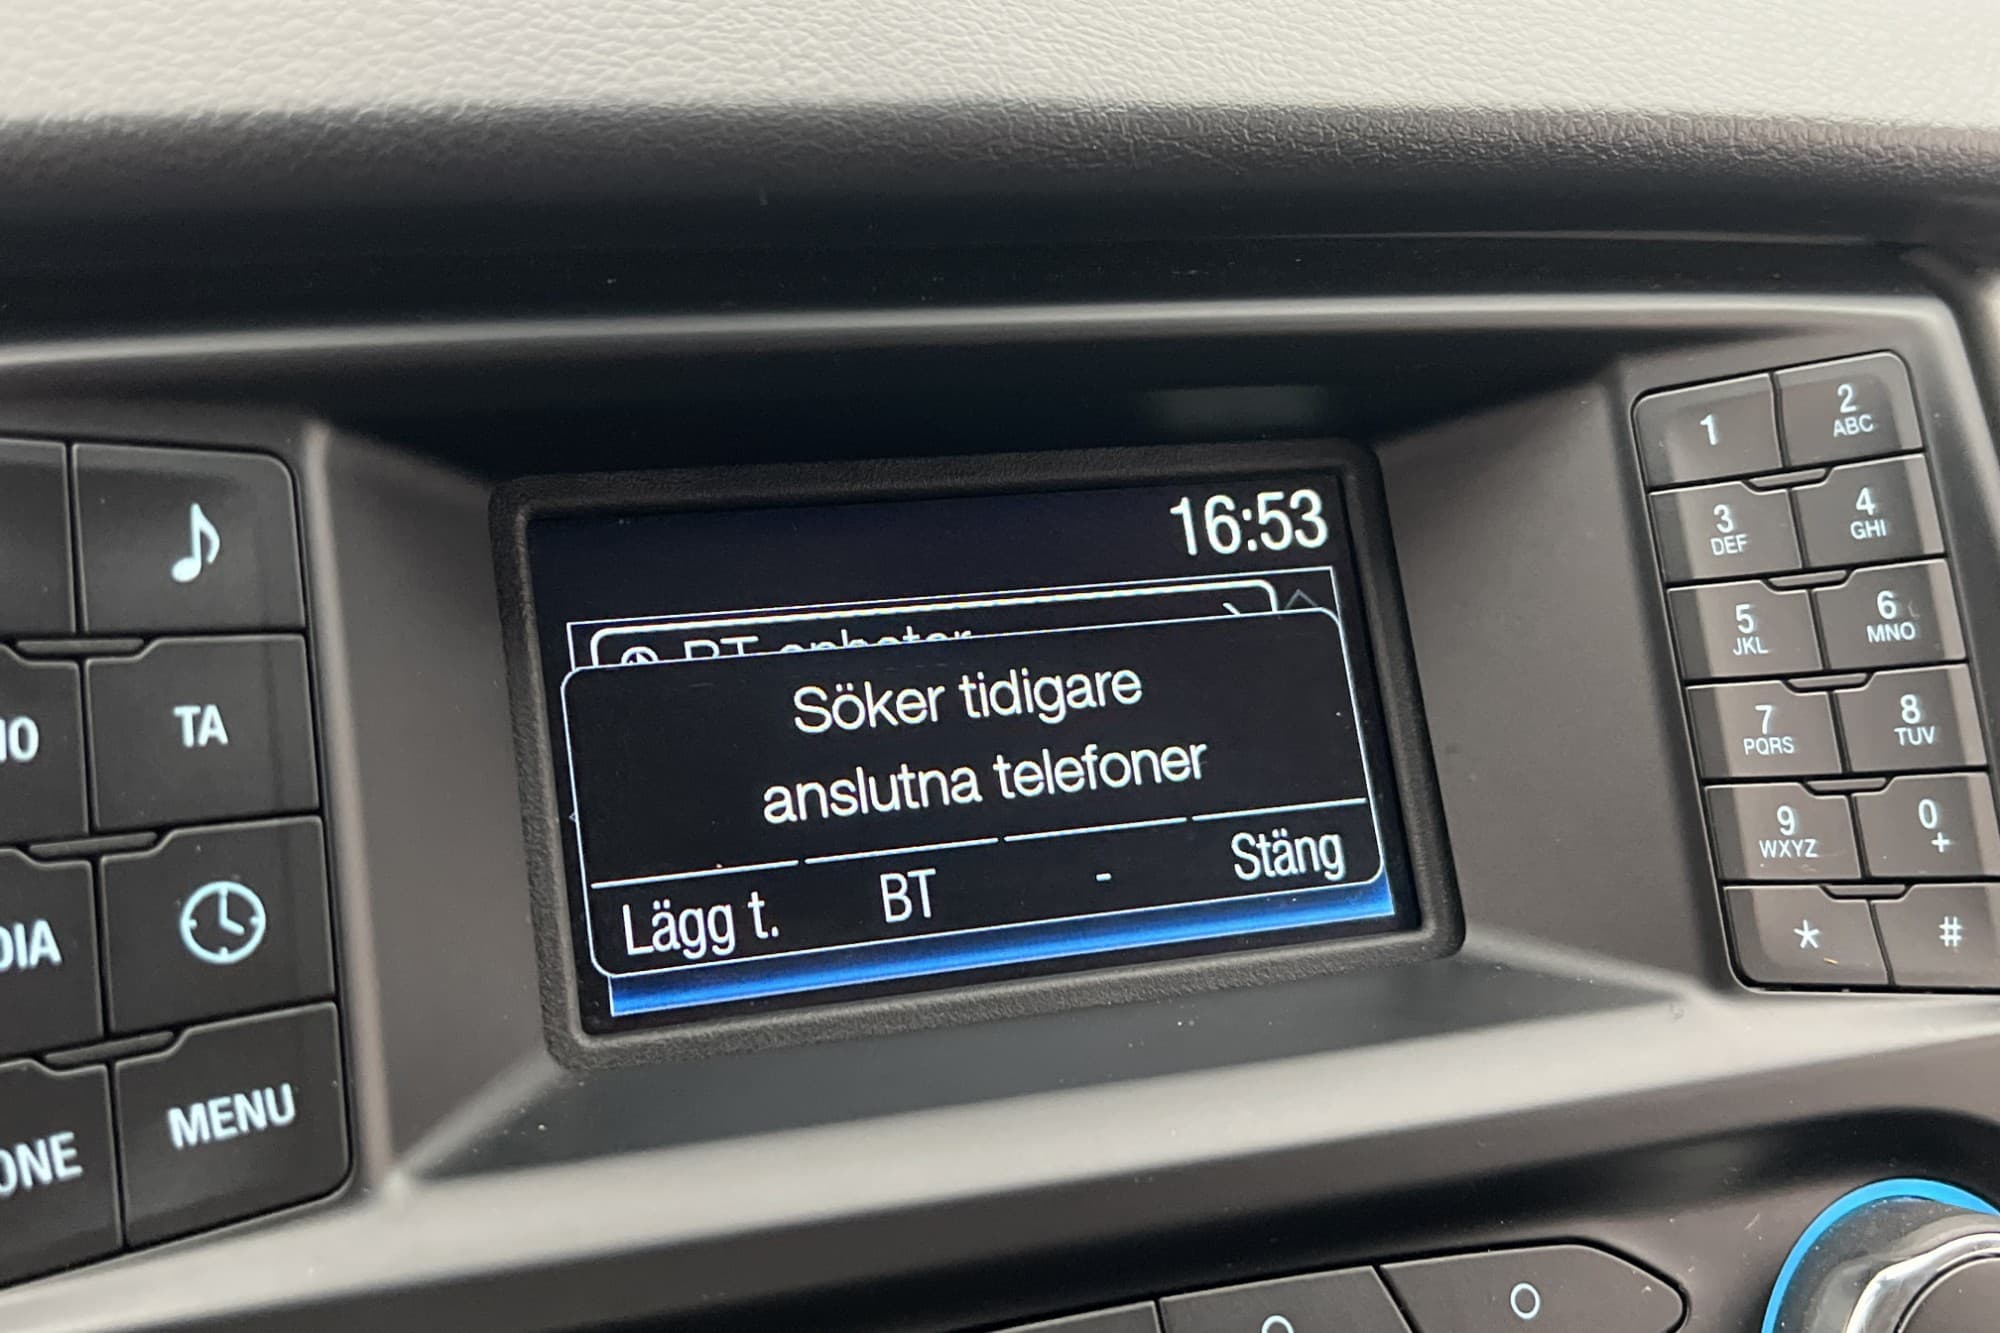 16:53
BT
Söker tidigare
anslutna telefoner
Lägg t. BT - Stäng
TA
MENU
1
2
ABC
3
DEF
4
GHI
5
JKL
6
MNO
7
PQRS
8
TUV
9
WXYZ
0
+
*
#